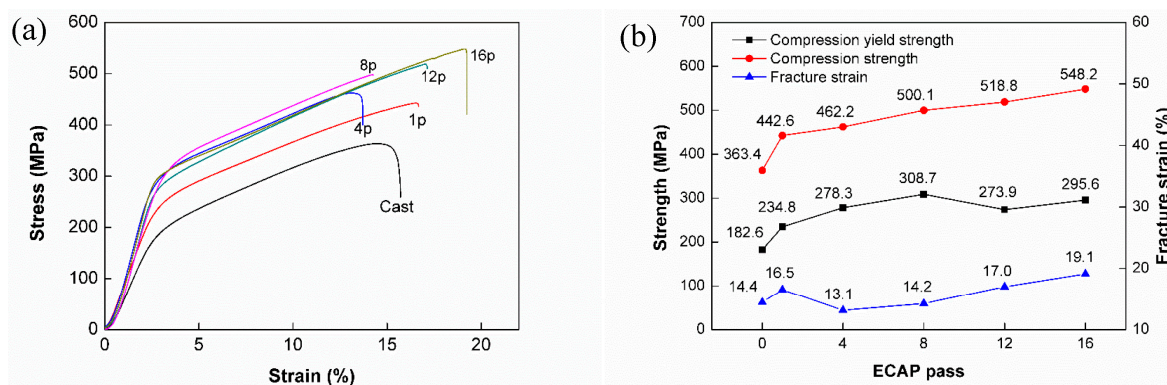 (a)
600
500
400
300
200
100
0
Stress (MPa)
0 5 10 15 20
Strain (%)
8p
12p
16p
4p
1p
Cast
(b)
700
600
500
400
300
200
100
0
Strength (MPa)
Compression yield strength
Compression strength
Fracture strain
363.4 442.6 462.2 500.1 518.8 548.2
182.6 234.8 278.3 308.7 273.9 295.6
14.4 16.5 13.1 14.2 17.0 19.1
0 4 8 12 16
ECAP pass
60
50
40
30
20
10
Fracture strain (%)